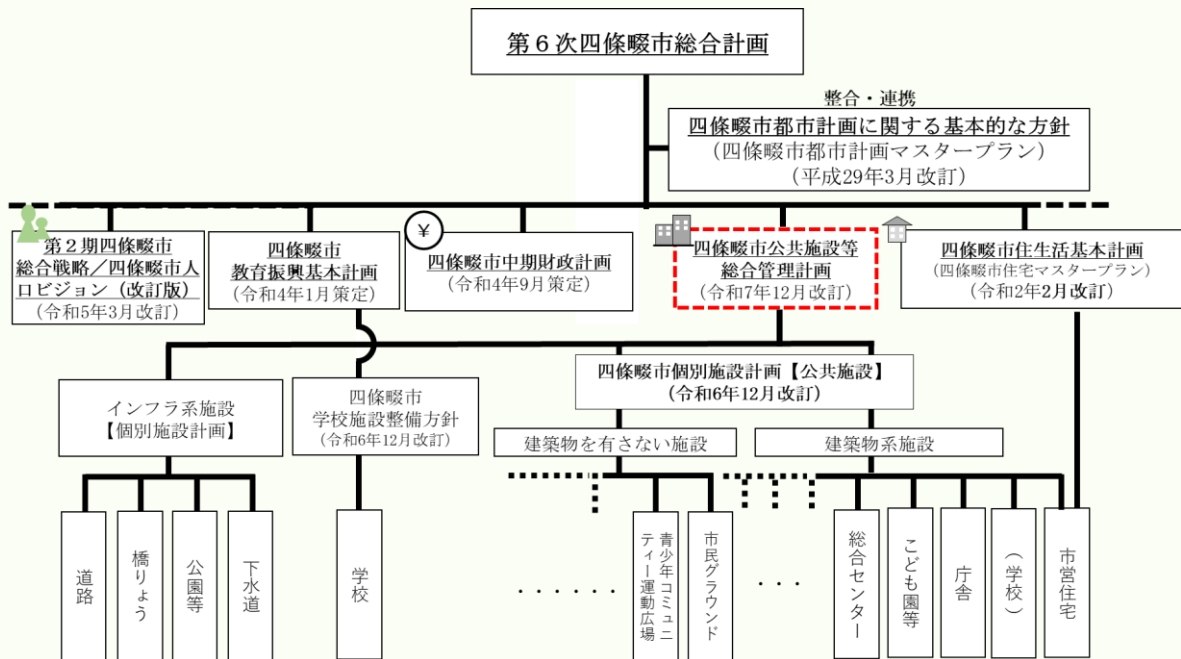 第６次四條畷市総合計画
整合・連携
四條畷市都市計画に関する基本的な方針
（四條畷市都市計画マスタープラン）
（平成29年3月改訂）
第２期四條畷市
総合戦略／四條畷市人
口ビジョン（改訂版）
（令和5年3月改訂）
四條畷市
教育振興基本計画
（令和4年1月策定）
¥
四條畷市中期財政計画
（令和4年9月策定）
四條畷市公共施設等
総合管理計画
（令和7年12月改訂）
四條畷市住生活基本計画
（四條畷市住宅マスタープラン）
（令和2年2月改訂）
インフラ系施設
【個別施設計画】
四條畷市
学校施設整備方針
（令和6年12月改訂）
四條畷市個別施設計画【公共施設】
（令和6年12月改訂）
建築物を有さない施設
建築物系施設
道路
橋りょう
公園等
下水道
学校
・・・・・・
青少年コミュニ
ティー運動広場
市民グラウンド
・・・
総合センター
こども園等
庁舎
（学校）
市営住宅